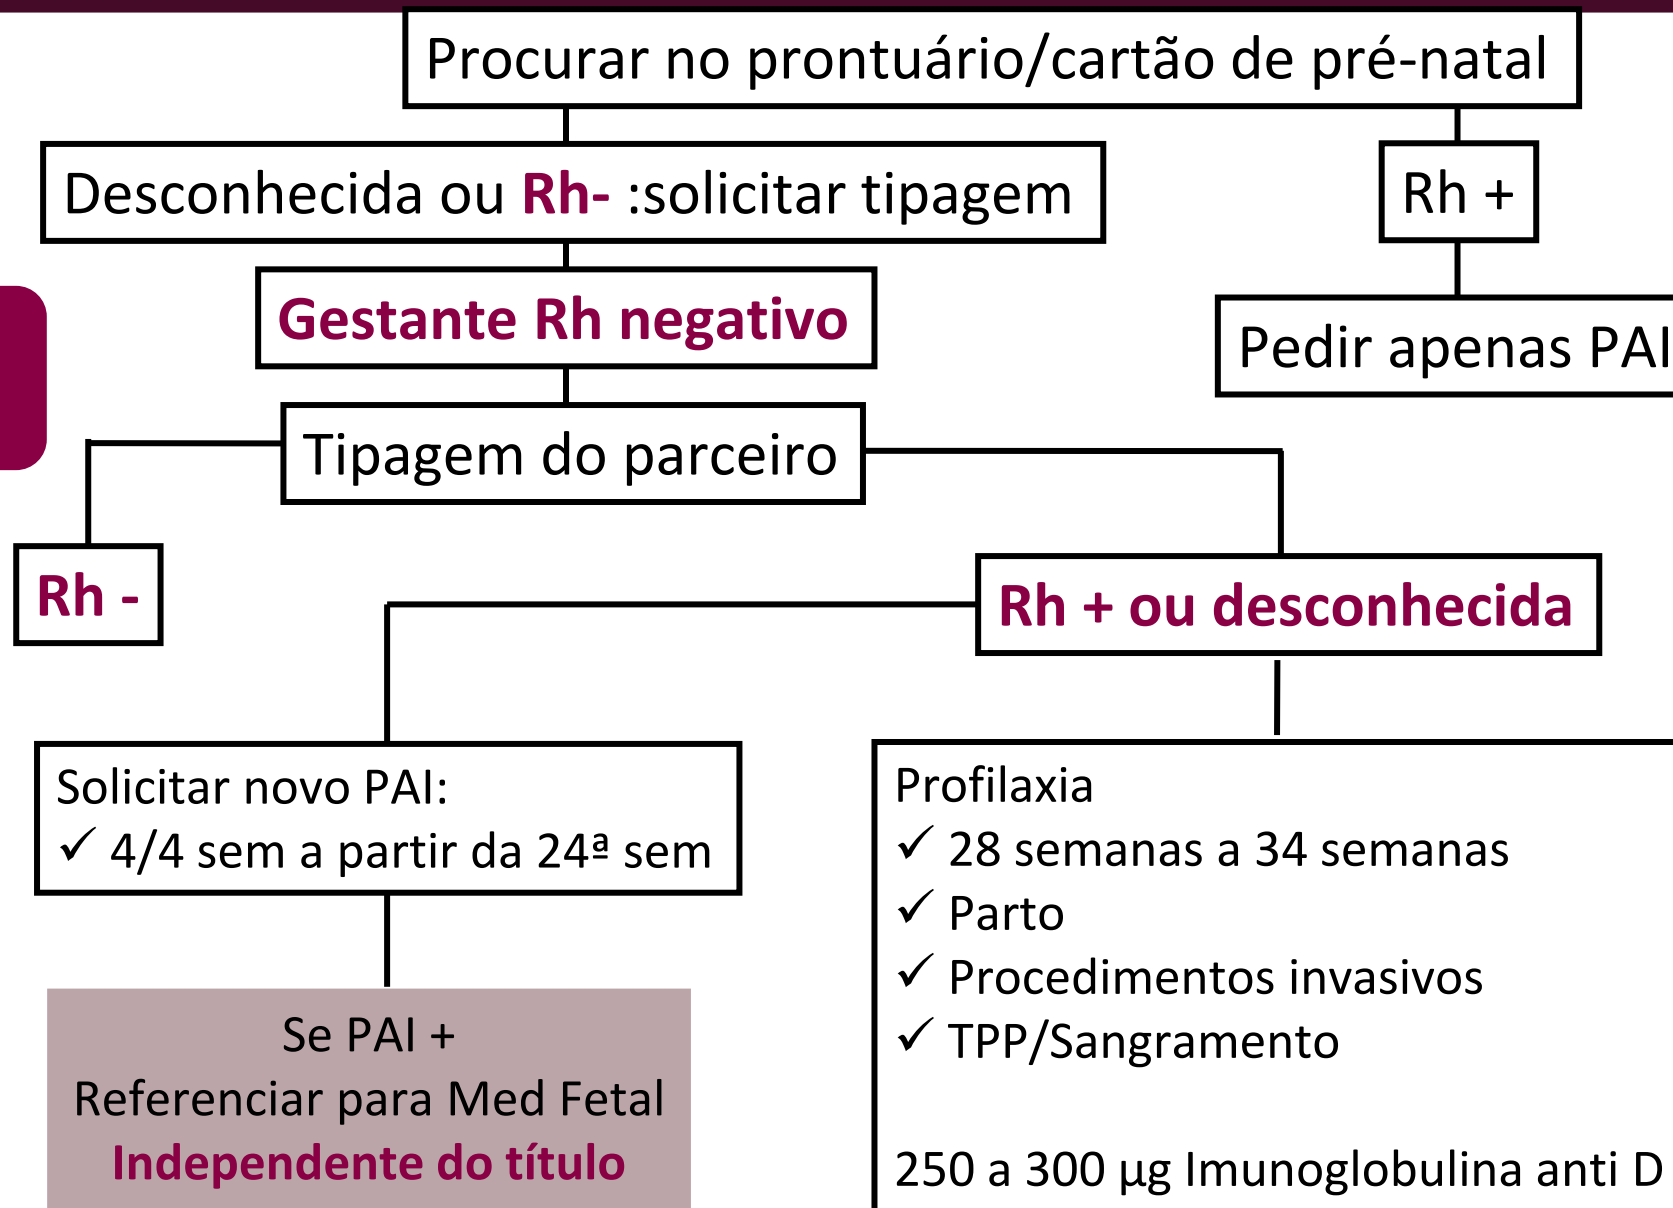 Procurar no prontuário/cartão de pré-natal
Desconhecida ou Rh- :solicitar tipagem
Rh +
Gestante Rh negativo
Pedir apenas PAI
Tipagem do parceiro
Rh -
Rh + ou desconhecida
Solicitar novo PAI:
✓ 4/4 sem a partir da 24ª sem
Se PAI +
Referenciar para Med Fetal
Independente do título
Profilaxia
✓ 28 semanas a 34 semanas
✓ Parto
✓ Procedimentos invasivos
✓ TPP/Sangramento
250 a 300 µg Imunoglobulina anti D